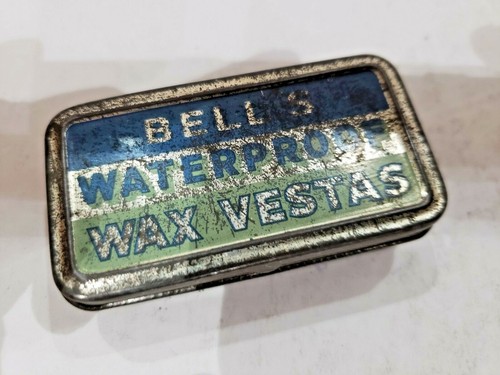 BELL'S
WATERPROOF
WAX VESTAS